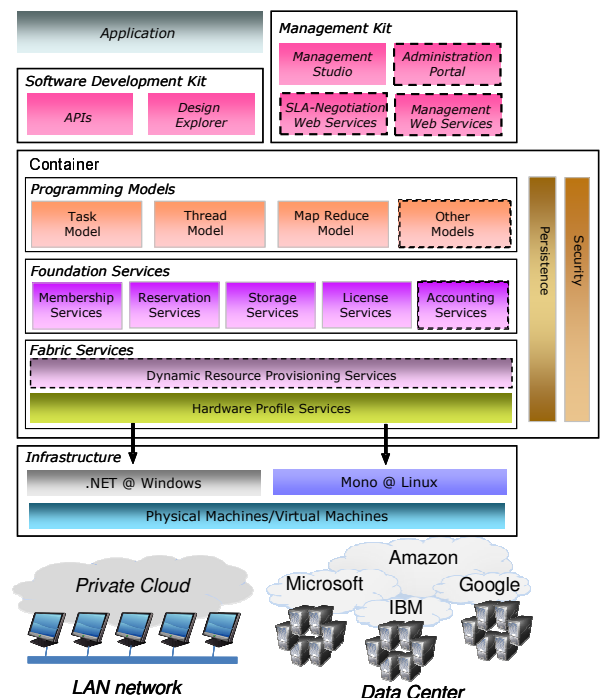 Application
Management Kit
Management
Studio
Administration
Portal
SLA-Negotiation
Web Services
Management
Web Services
Software Development Kit
APIs
Design
Explorer
Container
Programming Models
Task
Model
Thread
Model
Map Reduce
Model
Other
Models
Foundation Services
Membership
Services
Reservation
Services
Storage
Services
License
Services
Accounting
Services
Fabric Services
Dynamic Resource Provisioning Services
Hardware Profile Services
Persistence
Security
Infrastructure
.NET @ Windows
Mono @ Linux
Physical Machines/Virtual Machines
Private Cloud
LAN network
Amazon
Microsoft
Google
IBM
Data Center